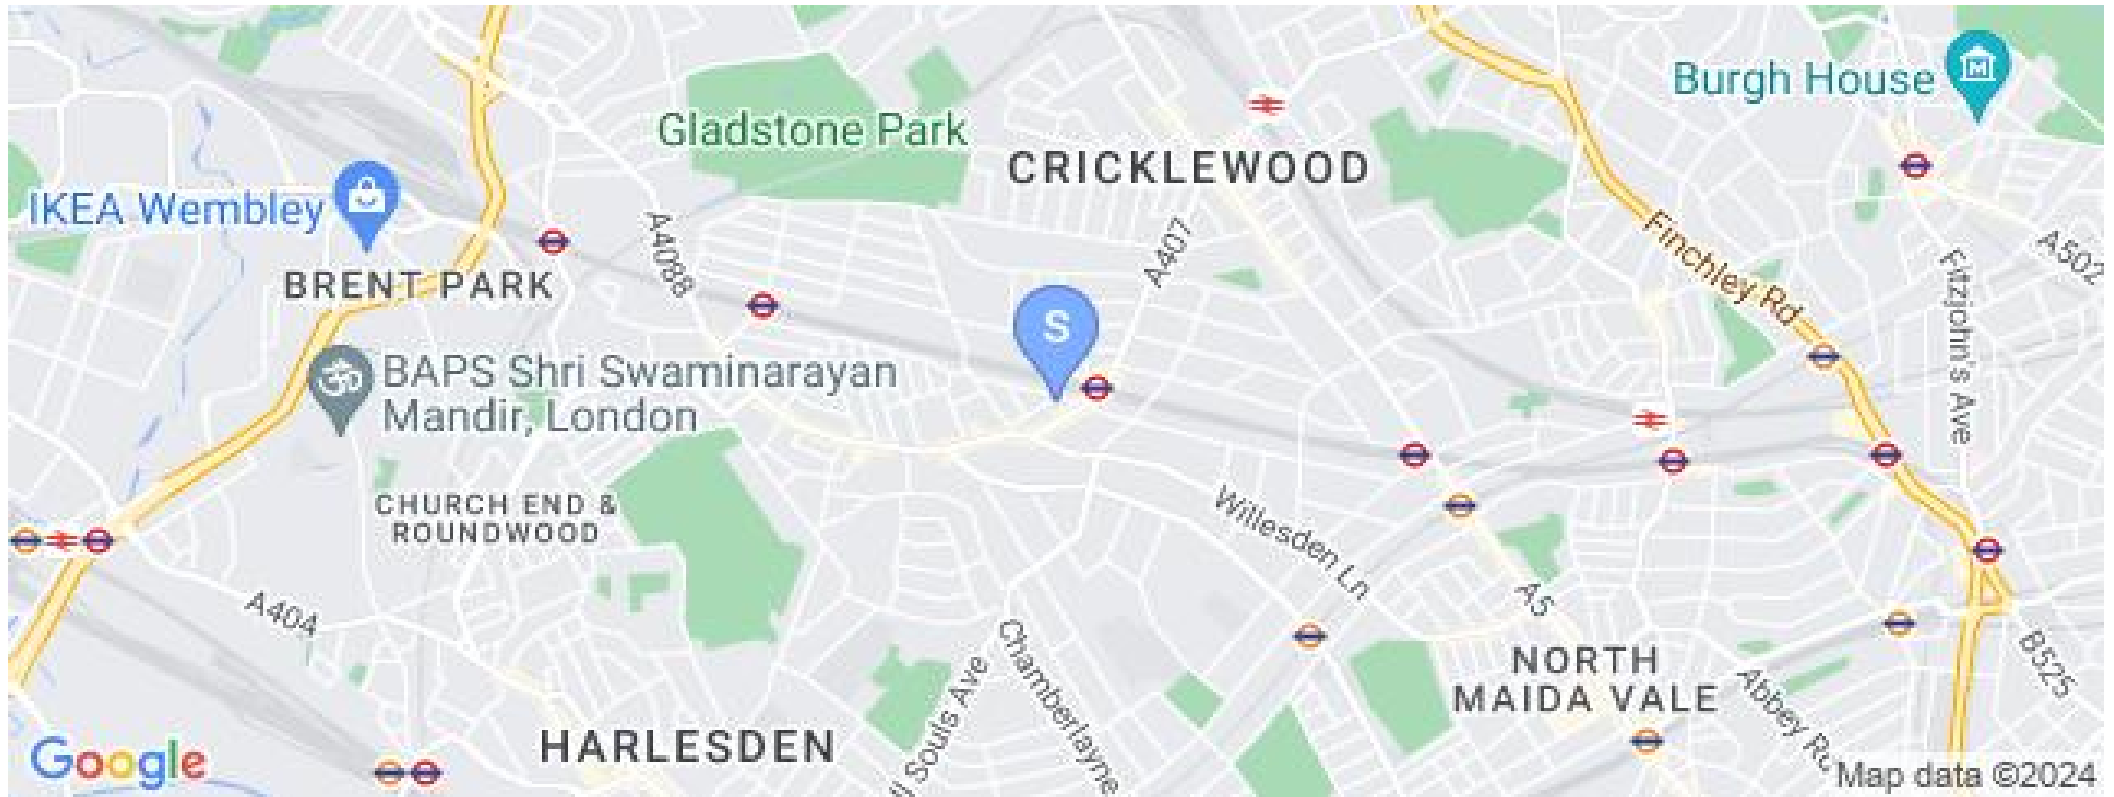 Burgh House
Gladstone Park
CRICKLEWOOD
IKEA Wembley
A4088
A407
Finchley Rd
A502
Fitzjohn's Ave
BRENT PARK
S
BAPS Shri Swaminarayan
Mandir, London
CHURCH END &
ROUNDWOOD
Willesden Ln
A5
A404
NORTH
MAIDA VALE
B525
Abbey
Souls Ave
Chamberlayne
HARLESDEN
Google
Map data ©2024